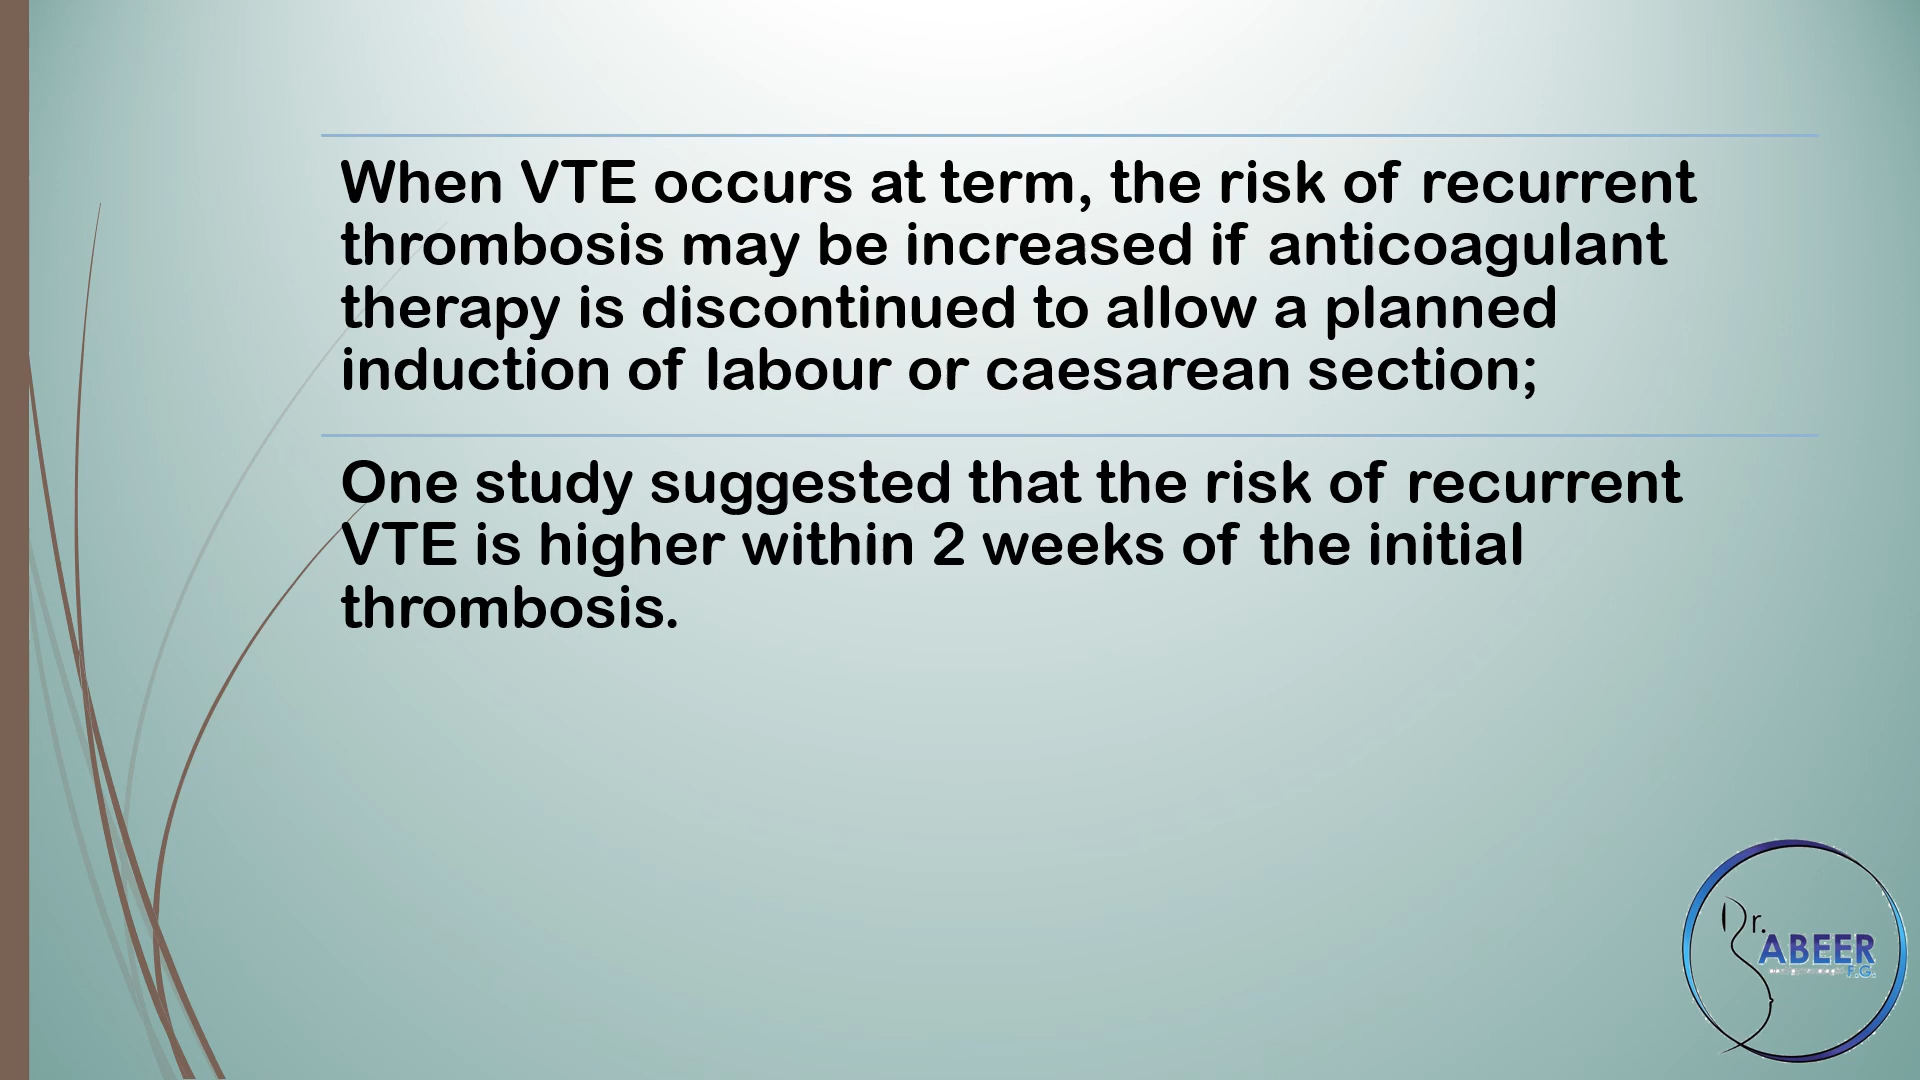 When VTE occurs at term, the risk of recurrent
thrombosis may be increased if anticoagulant
therapy is discontinued to allow a planned
induction of labour or caesarean section;
One study suggested that the risk of recurrent
VTE is higher within 2 weeks of the initial
thrombosis.
Dr.
ABEER
F.G.